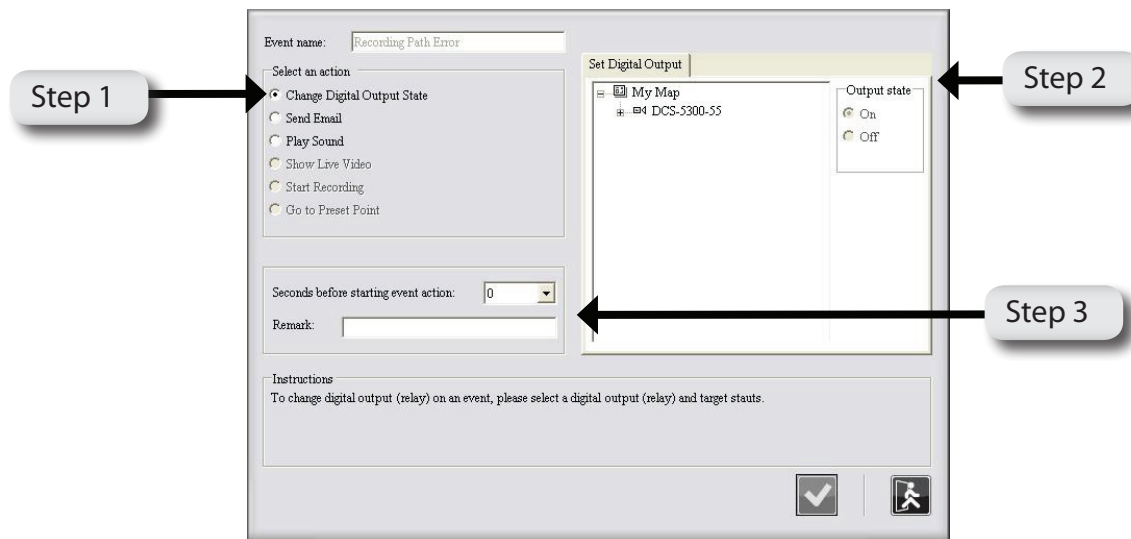 Event name: Recording Path Error
Select an action
Change Digital Output State
Send Email
Play Sound
Show Live Video
Start Recording
Go to Preset Point
Seconds before starting event action: 0
Remark:
Set Digital Output
My Map
DCS-5300-55
Output state
On
Off
Instructions
To change digital output (relay) on an event, please select a digital output (relay) and target stauts.
Step 1
Step 2
Step 3